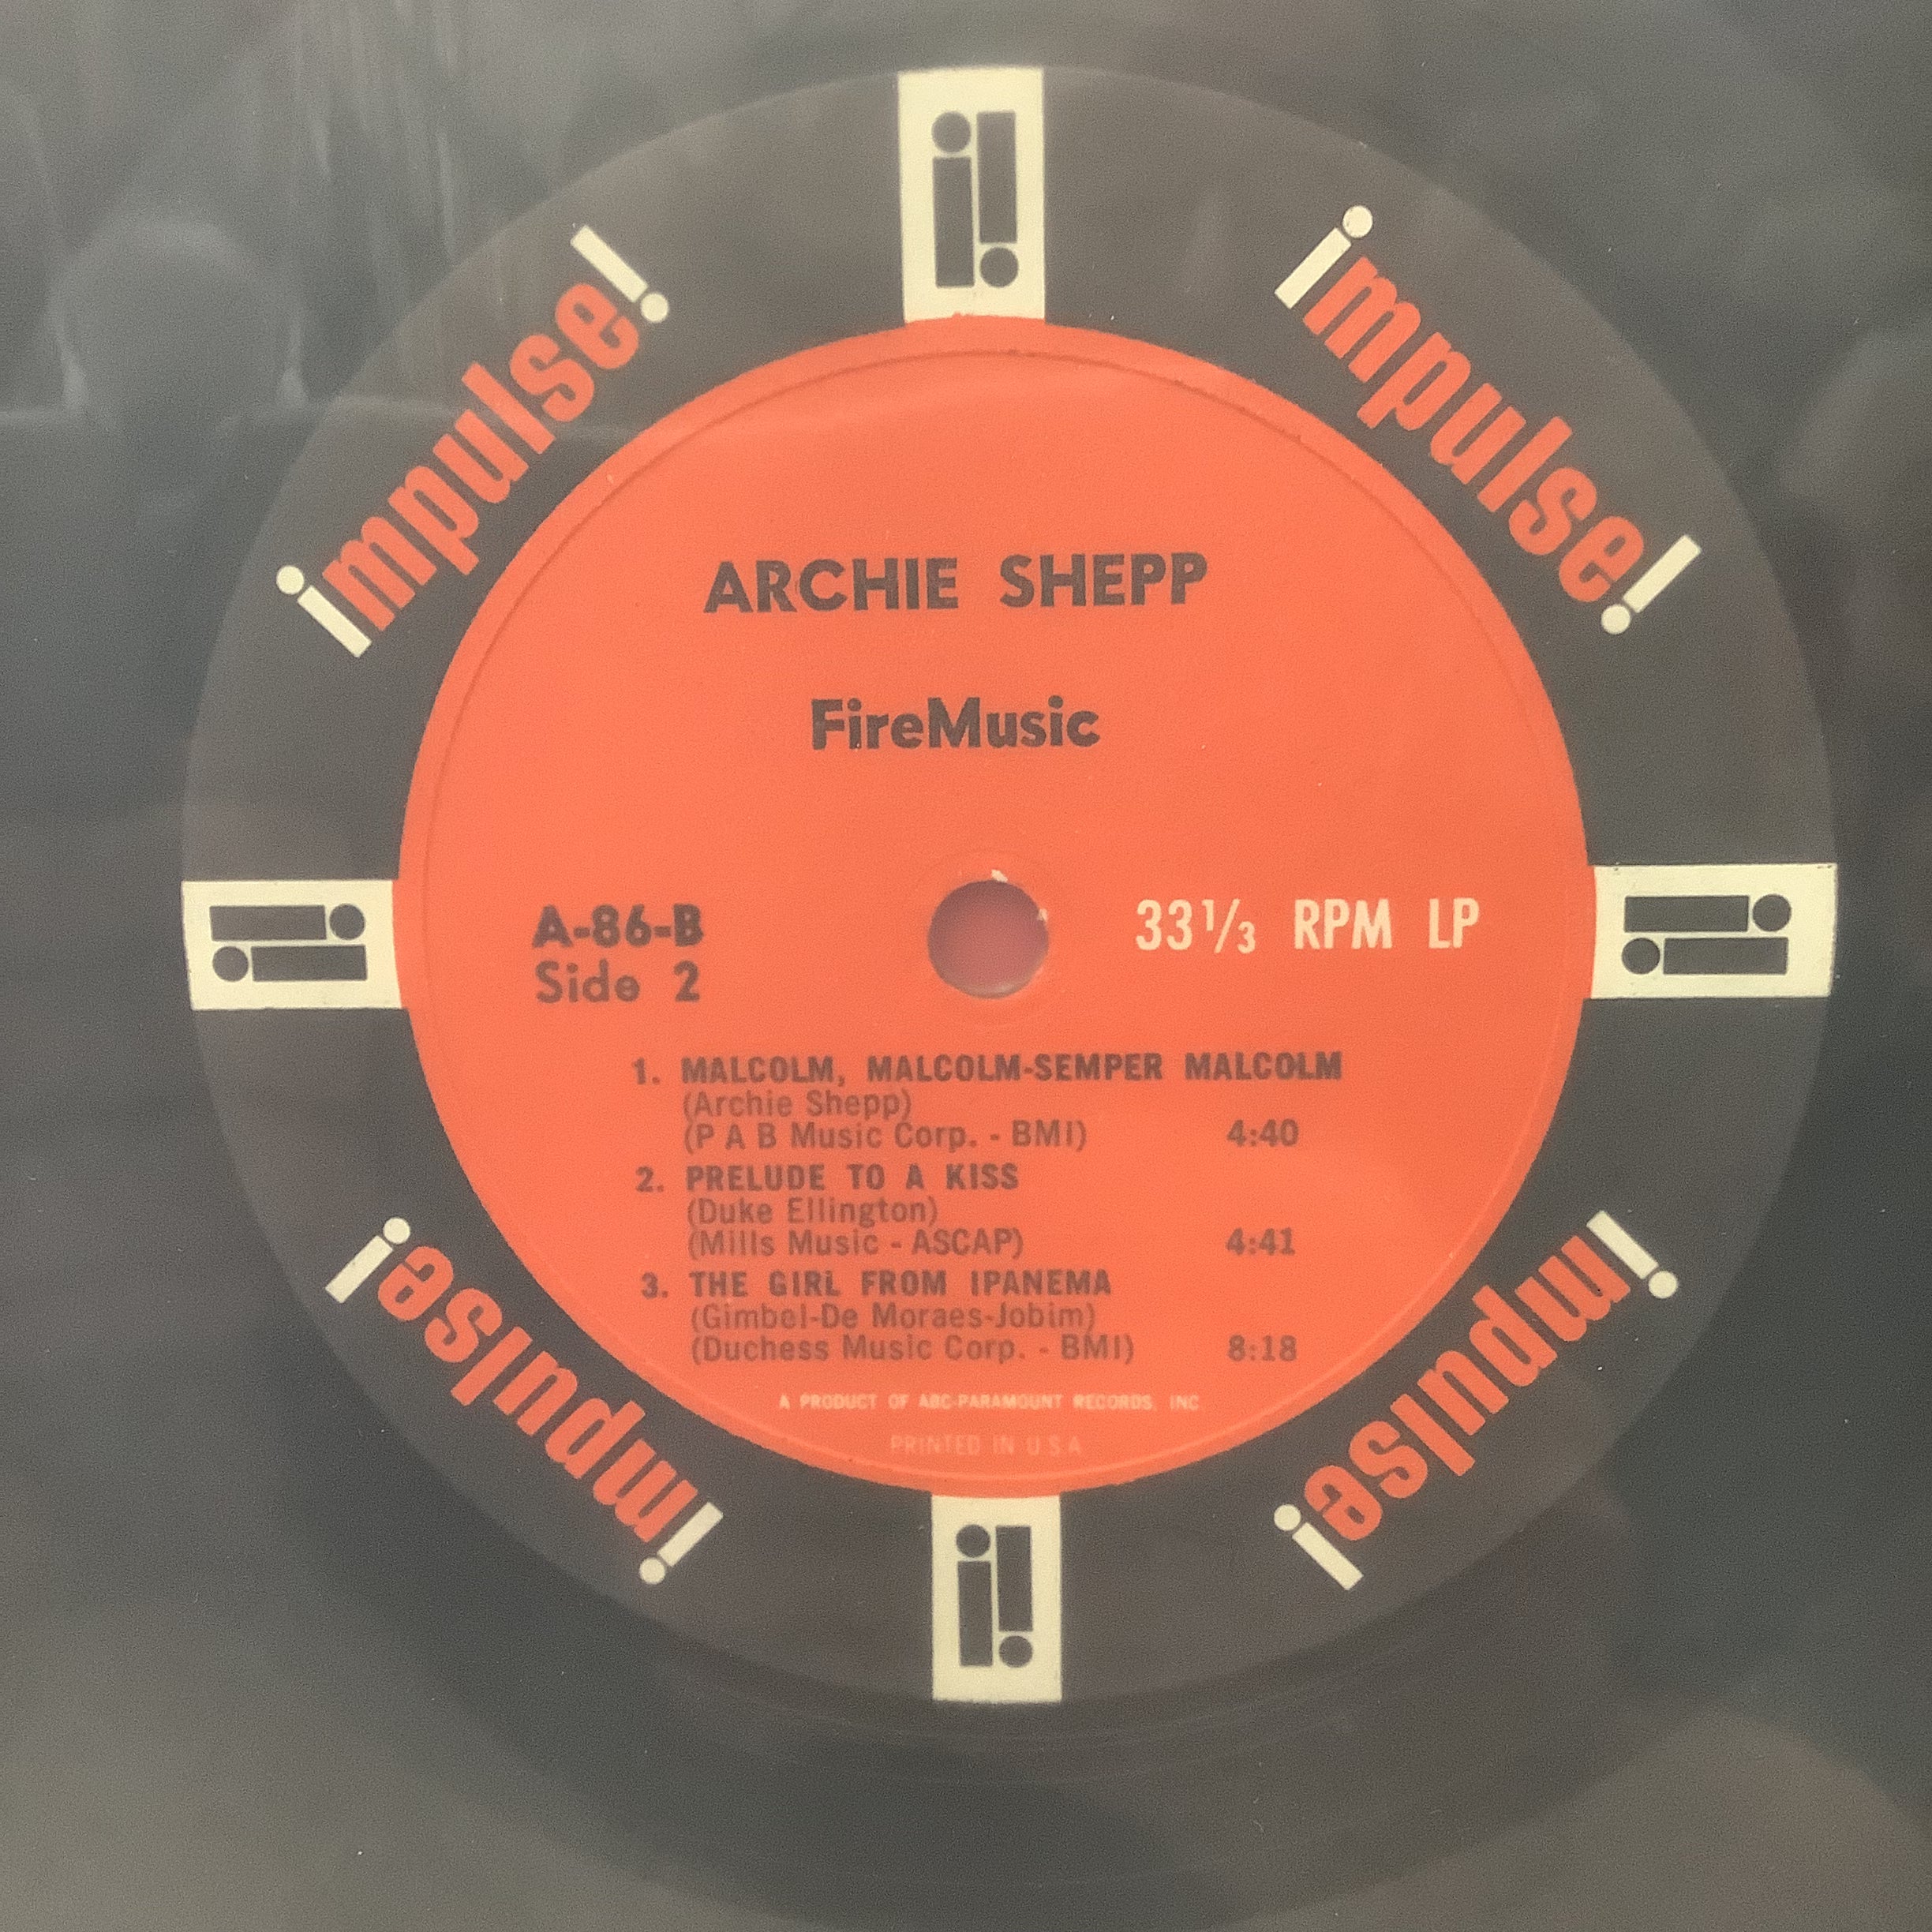 impulse!
impulse!
ARCHIE SHEPP
FireMusic
A-86-B
Side 2
33 1/3 RPM LP
1. MALCOLM, MALCOLM-SEMPER MALCOLM
(Archie Shepp)
(P A B Music Corp. - BMI) 4:40
2. PRELUDE TO A KISS
(Duke Ellington)
(Mills Music - ASCAP) 4:41
3. THE GIRL FROM IPANEMA
(Gimbel-De Moraes-Jobim)
(Duchess Music Corp. - BMI) 8:18
A PRODUCT OF ABC-PARAMOUNT RECORDS, INC
PRINTED IN U S A
impulse!
impulse!